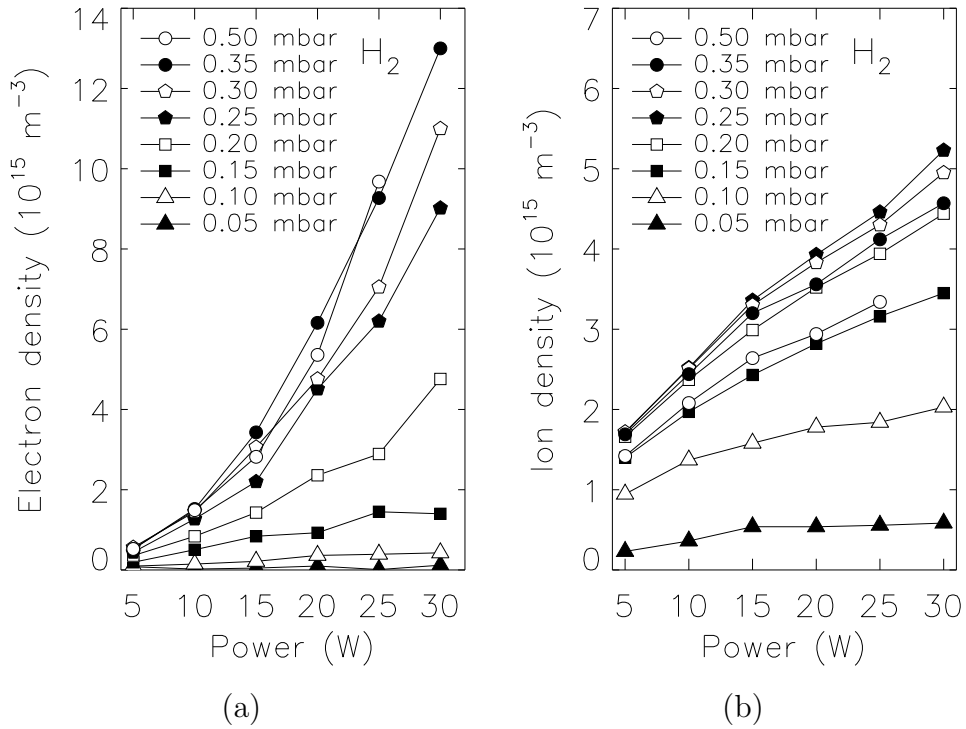 14
12
10
8
6
4
2
0
Electron density (10¹⁵ m⁻³)
0.50 mbar
0.35 mbar
0.30 mbar
0.25 mbar
0.20 mbar
0.15 mbar
0.10 mbar
0.05 mbar
H₂
5 10 15 20 25 30
Power (W)
(a)
7
6
5
4
3
2
1
0
Ion density (10¹⁵ m⁻³)
0.50 mbar
0.35 mbar
0.30 mbar
0.25 mbar
0.20 mbar
0.15 mbar
0.10 mbar
0.05 mbar
H₂
5 10 15 20 25 30
Power (W)
(b)